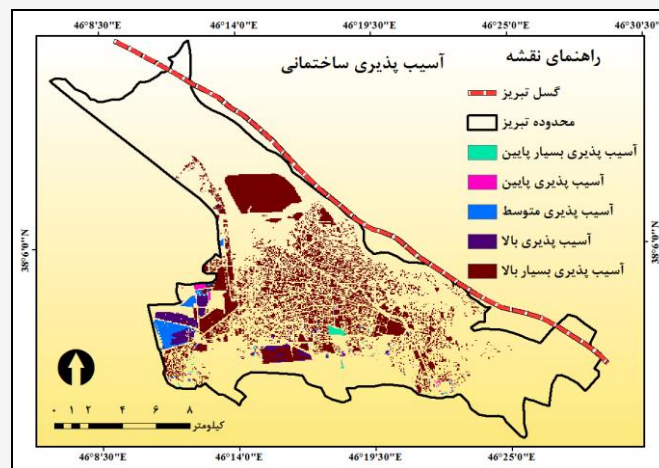 46°8'30"E 46°14'0"E 46°19'30"E 46°25'0"E 46°30'30"E
آسیب پذیری ساختمانی
راهنمای نقشه
گسل تبریز
محدوده تبریز
آسیب پذیری بسیار پایین
آسیب پذیری پایین
آسیب پذیری متوسط
آسیب پذیری بالا
آسیب پذیری بسیار بالا
38°6'0"N 38°6'0"N
۰ ۱ ۲ ۴ ۶ ۸
کیلومتر
46°8'30"E 46°14'0"E 46°19'30"E 46°25'0"E